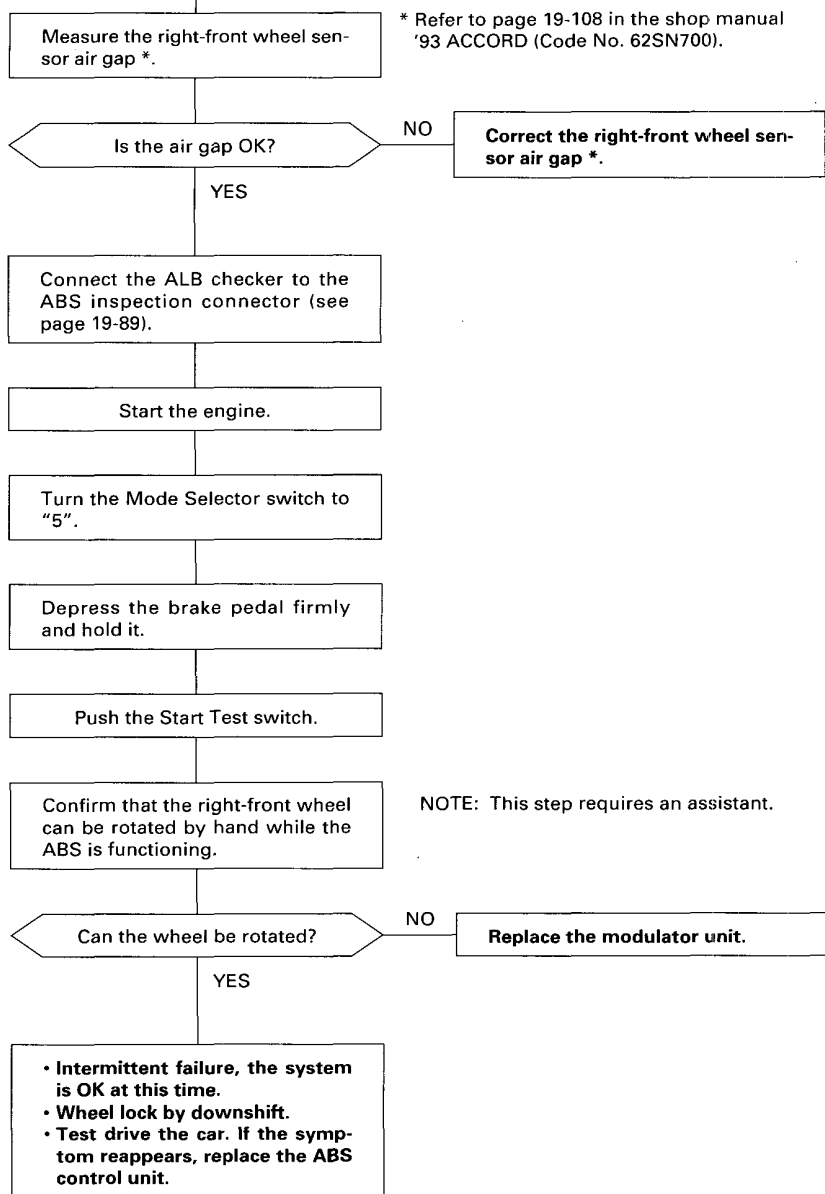 Measure the right-front wheel sen-
sor air gap *.
* Refer to page 19-108 in the shop manual
'93 ACCORD (Code No. 62SN700).
Is the air gap OK?
NO
Correct the right-front wheel sen-
sor air gap *.
YES
Connect the ALB checker to the
ABS inspection connector (see
page 19-89).
Start the engine.
Turn the Mode Selector switch to
"5".
Depress the brake pedal firmly
and hold it.
Push the Start Test switch.
Confirm that the right-front wheel
can be rotated by hand while the
ABS is functioning.
NOTE: This step requires an assistant.
Can the wheel be rotated?
NO
Replace the modulator unit.
YES
• Intermittent failure, the system
is OK at this time.
• Wheel lock by downshift.
• Test drive the car. If the symp-
tom reappears, replace the ABS
control unit.